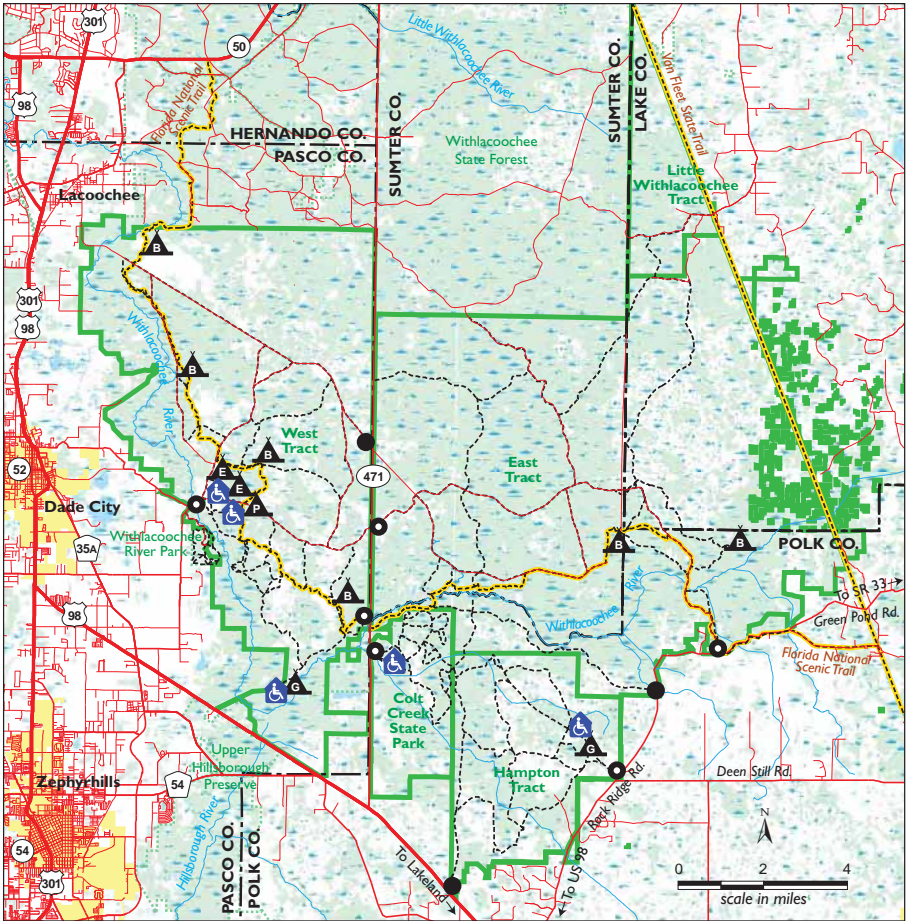 301
50
Little Withlacoochee River
SUMTER CO.
LAKE CO.
Van Fleet State Trail
98
Florida National
Scenic Trail
HERNANDO CO.
PASCO CO.
SUMTER CO.
Withlacoochee
State Forest
Little
Withlacoochee
Tract
Lacoochee
B
301
98
Withlacoochee
River
B
West
Tract
B
E
E
P
471
East
Tract
52
Dade City
Withlacoochee
River Park
35A
B
B
POLK CO.
B
To SR 33
Green Pond Rd.
98
Withlacoochee River
Florida National
Scenic Trail
G
Colt
Creek
State
Park
G
Upper
Hillsborough
Preserve
Hampton
Tract
Deen Still Rd.
Zephyrhills
54
Rock Ridge Rd.
Hillsborough River
PASCO CO.
POLK CO.
N
54
To Lakeland
To US 98
0 2 4
scale in miles
301